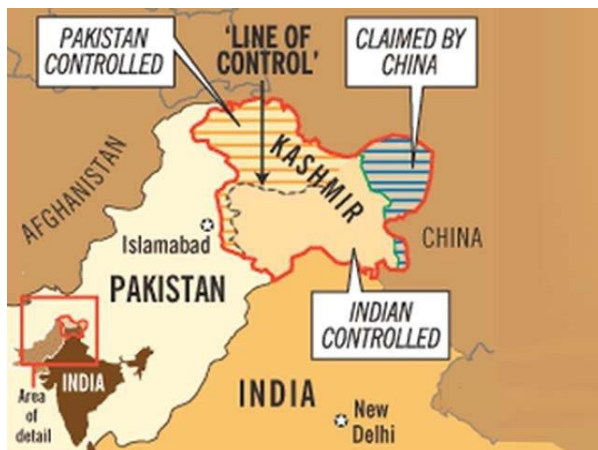 PAKISTAN
CONTROLLED
‘LINE OF
CONTROL’
CLAIMED BY
CHINA
AFGHANISTAN
KASHMIR
Islamabad
CHINA
PAKISTAN
INDIAN
CONTROLLED
INDIA
Area
of
detail
INDIA
New
Delhi